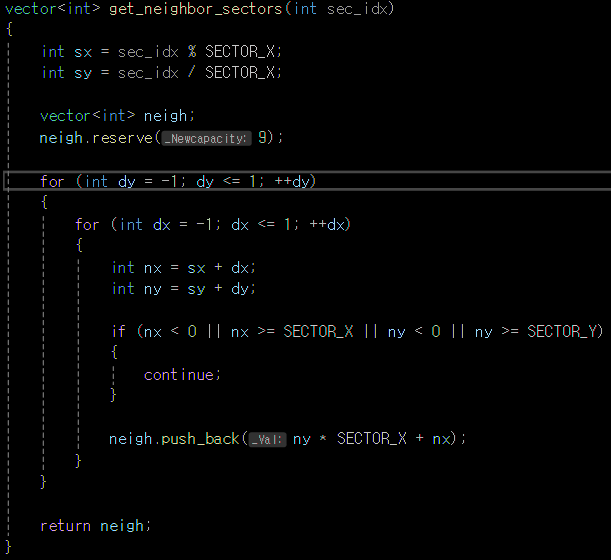 vector<int> get_neighbor_sectors(int sec_idx)
{
int sx = sec_idx % SECTOR_X;
int sy = sec_idx / SECTOR_X;
vector<int> neigh;
neigh.reserve(_Newcapacity: 9);
for (int dy = -1; dy <= 1; ++dy)
{
for (int dx = -1; dx <= 1; ++dx)
{
int nx = sx + dx;
int ny = sy + dy;
if (nx < 0 || nx >= SECTOR_X || ny < 0 || ny >= SECTOR_Y)
{
continue;
}
neigh.push_back(_Val: ny * SECTOR_X + nx);
}
}
return neigh;
}